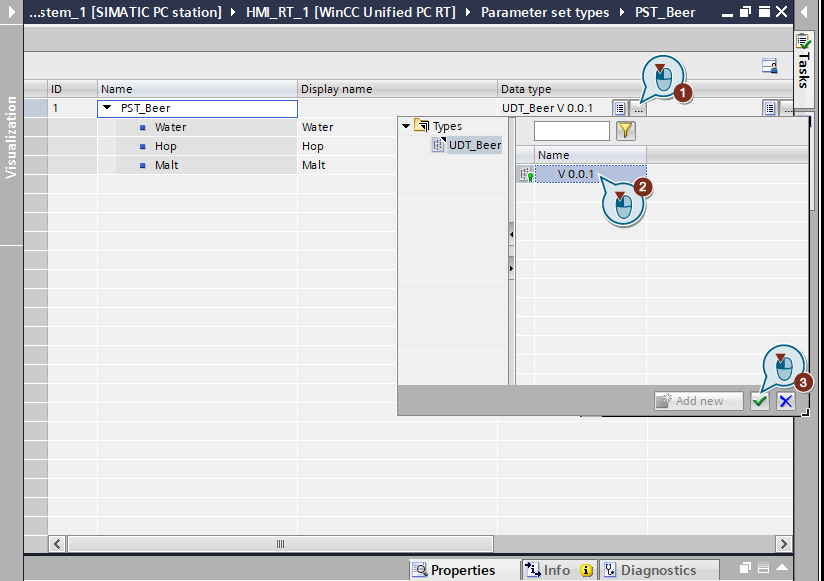 ...stem_1 [SIMATIC PC station] HMI_RT_1 [WinCC Unified PC RT] Parameter set types PST_Beer
Tasks
Visualization
ID Name Display name Data type
1 PST_Beer UDT_Beer V 0.0.1 ... ...
1
Water Water
Hop Hop
Malt Malt
Types
UDT_Beer
Name
V 0.0.1
2
3
Add new
Properties Info Diagnostics